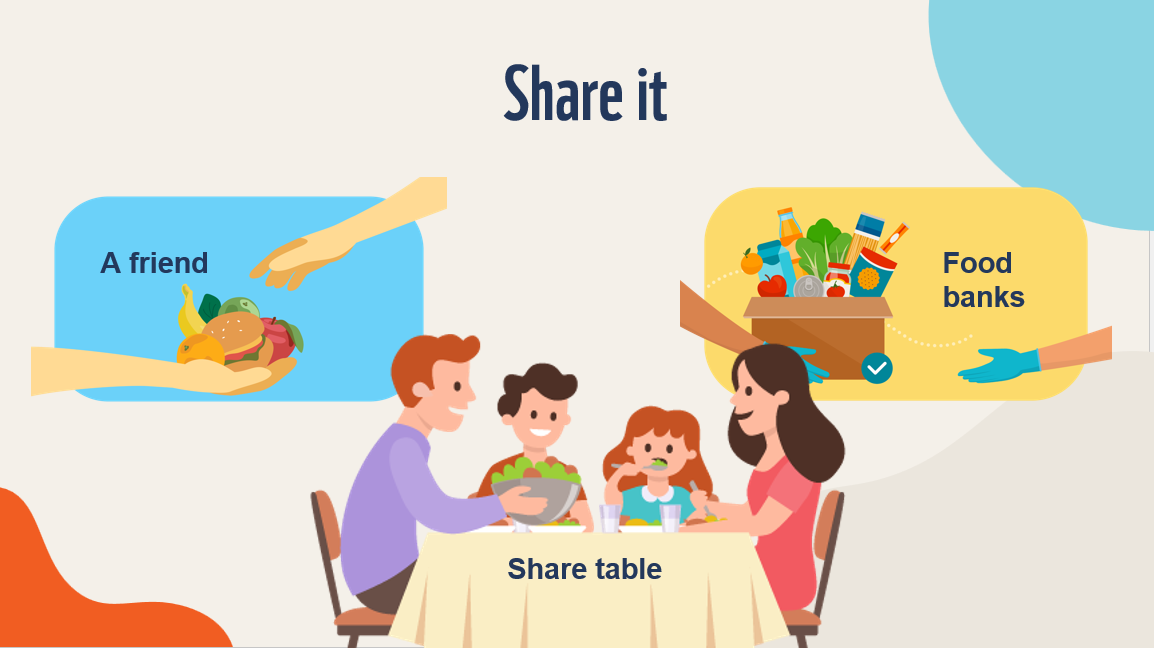 Share it
A friend
Food
banks
Share table